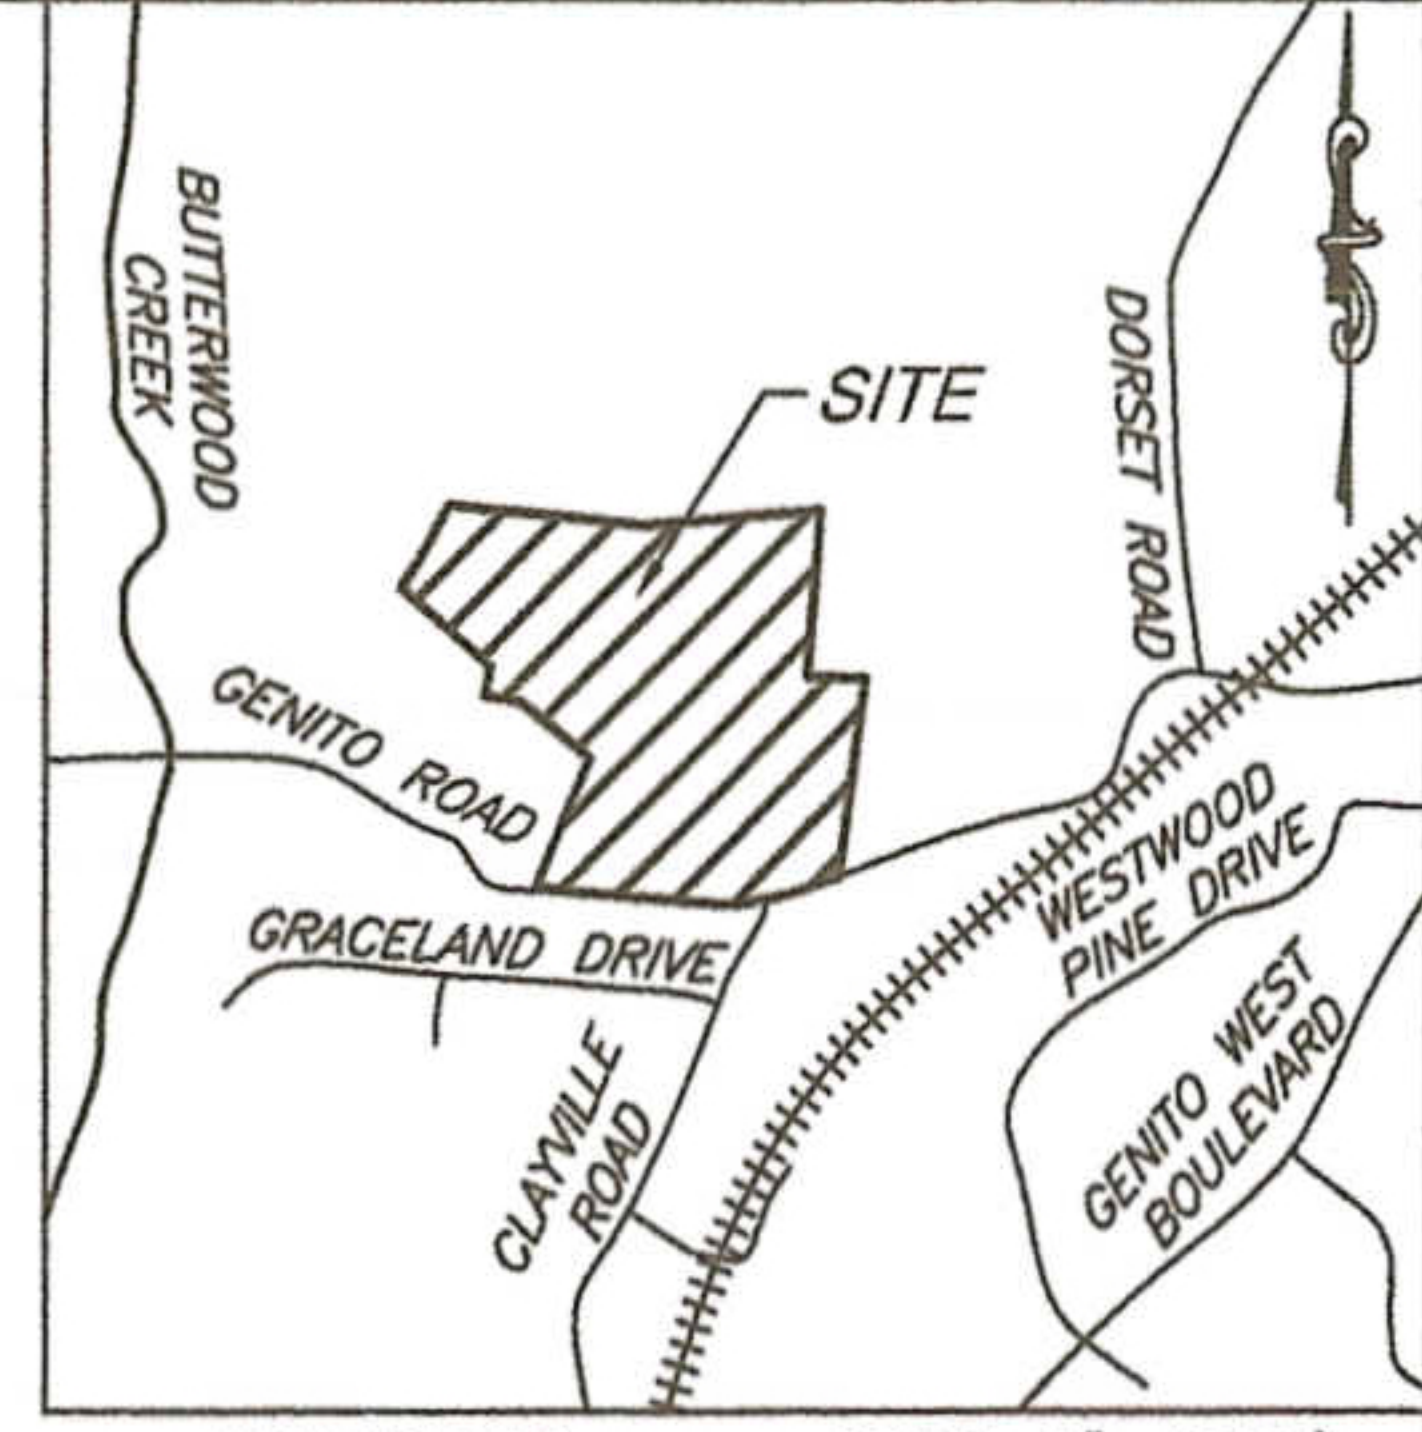 BUTTERWOOD
CREEK
SITE
DORSET ROAD
GENITO ROAD
WESTWOOD
PINE DRIVE
GRACELAND DRIVE
GENITO WEST
BOULEVARD
CLAYVILLE
ROAD